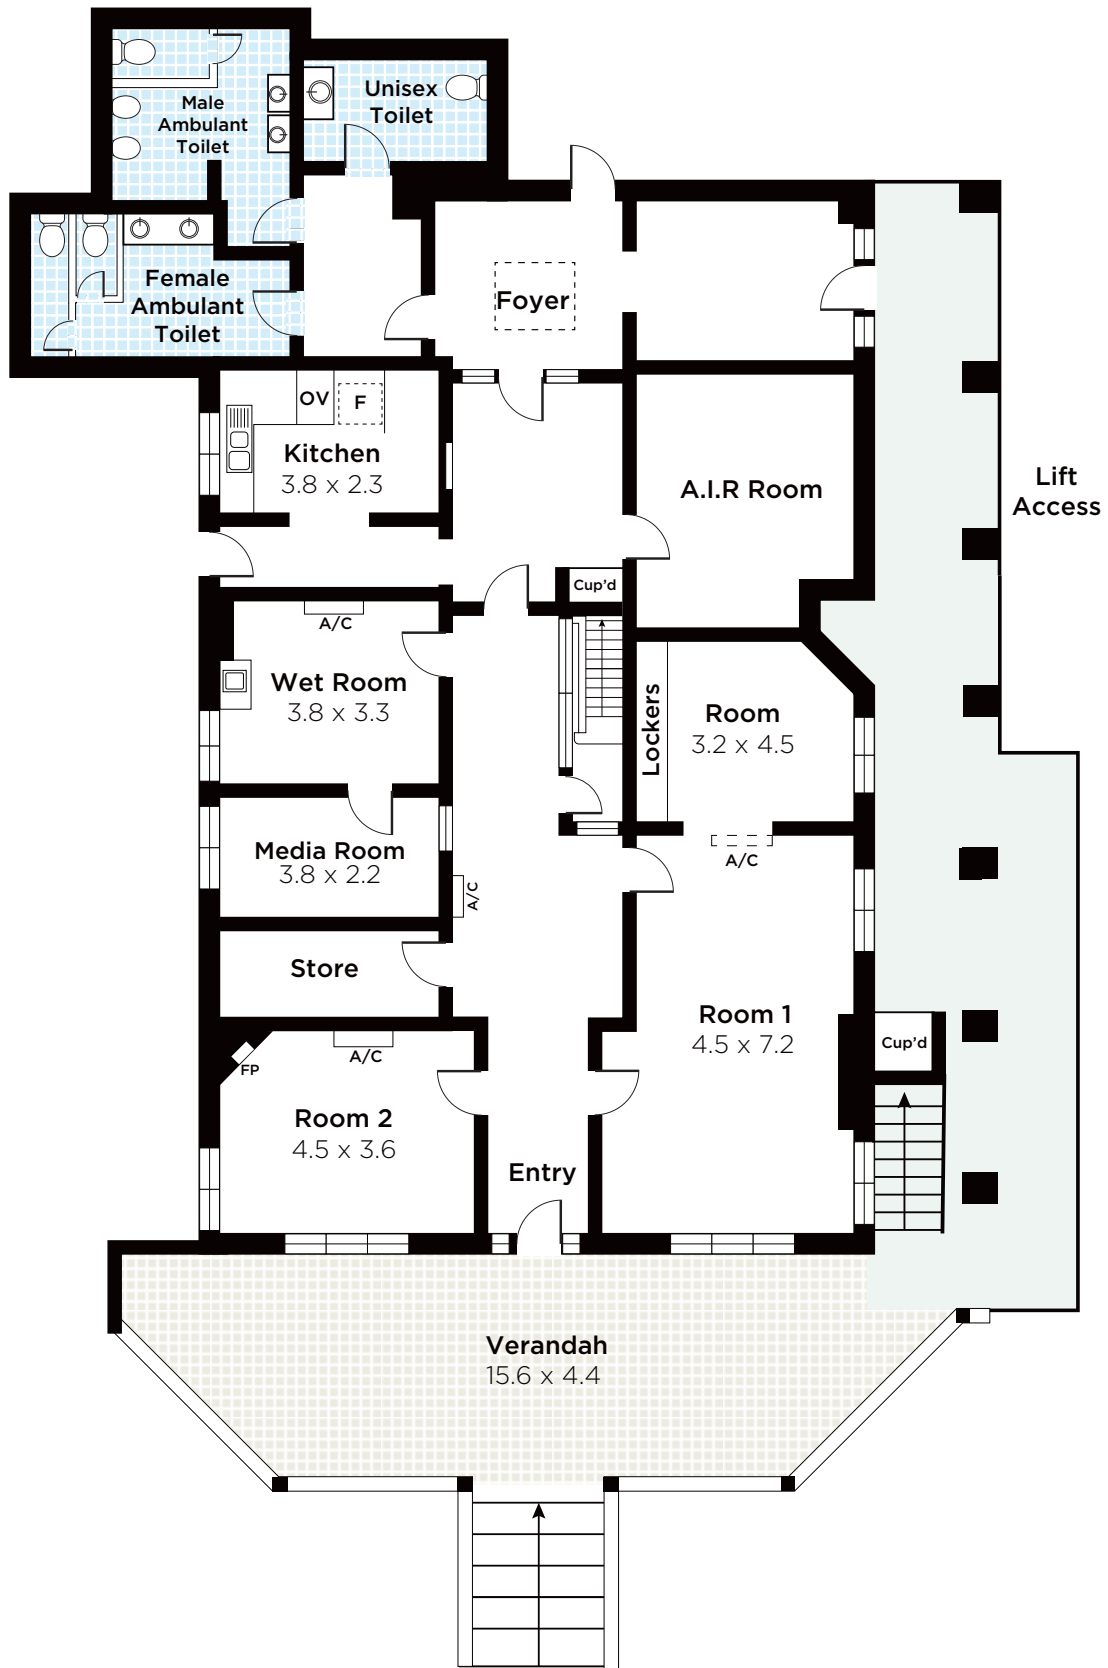 Male
Ambulant
Toilet
Unisex
Toilet
Female
Ambulant
Toilet
Foyer
OV
F
Kitchen
3.8 x 2.3
A.I.R Room
Lift
Access
Cup'd
A/C
Wet Room
3.8 x 3.3
Lockers
Room
3.2 x 4.5
Media Room
3.8 x 2.2
A/C
A/C
Store
Room 1
4.5 x 7.2
Cup'd
A/C
FP
Room 2
4.5 x 3.6
Entry
Verandah
15.6 x 4.4